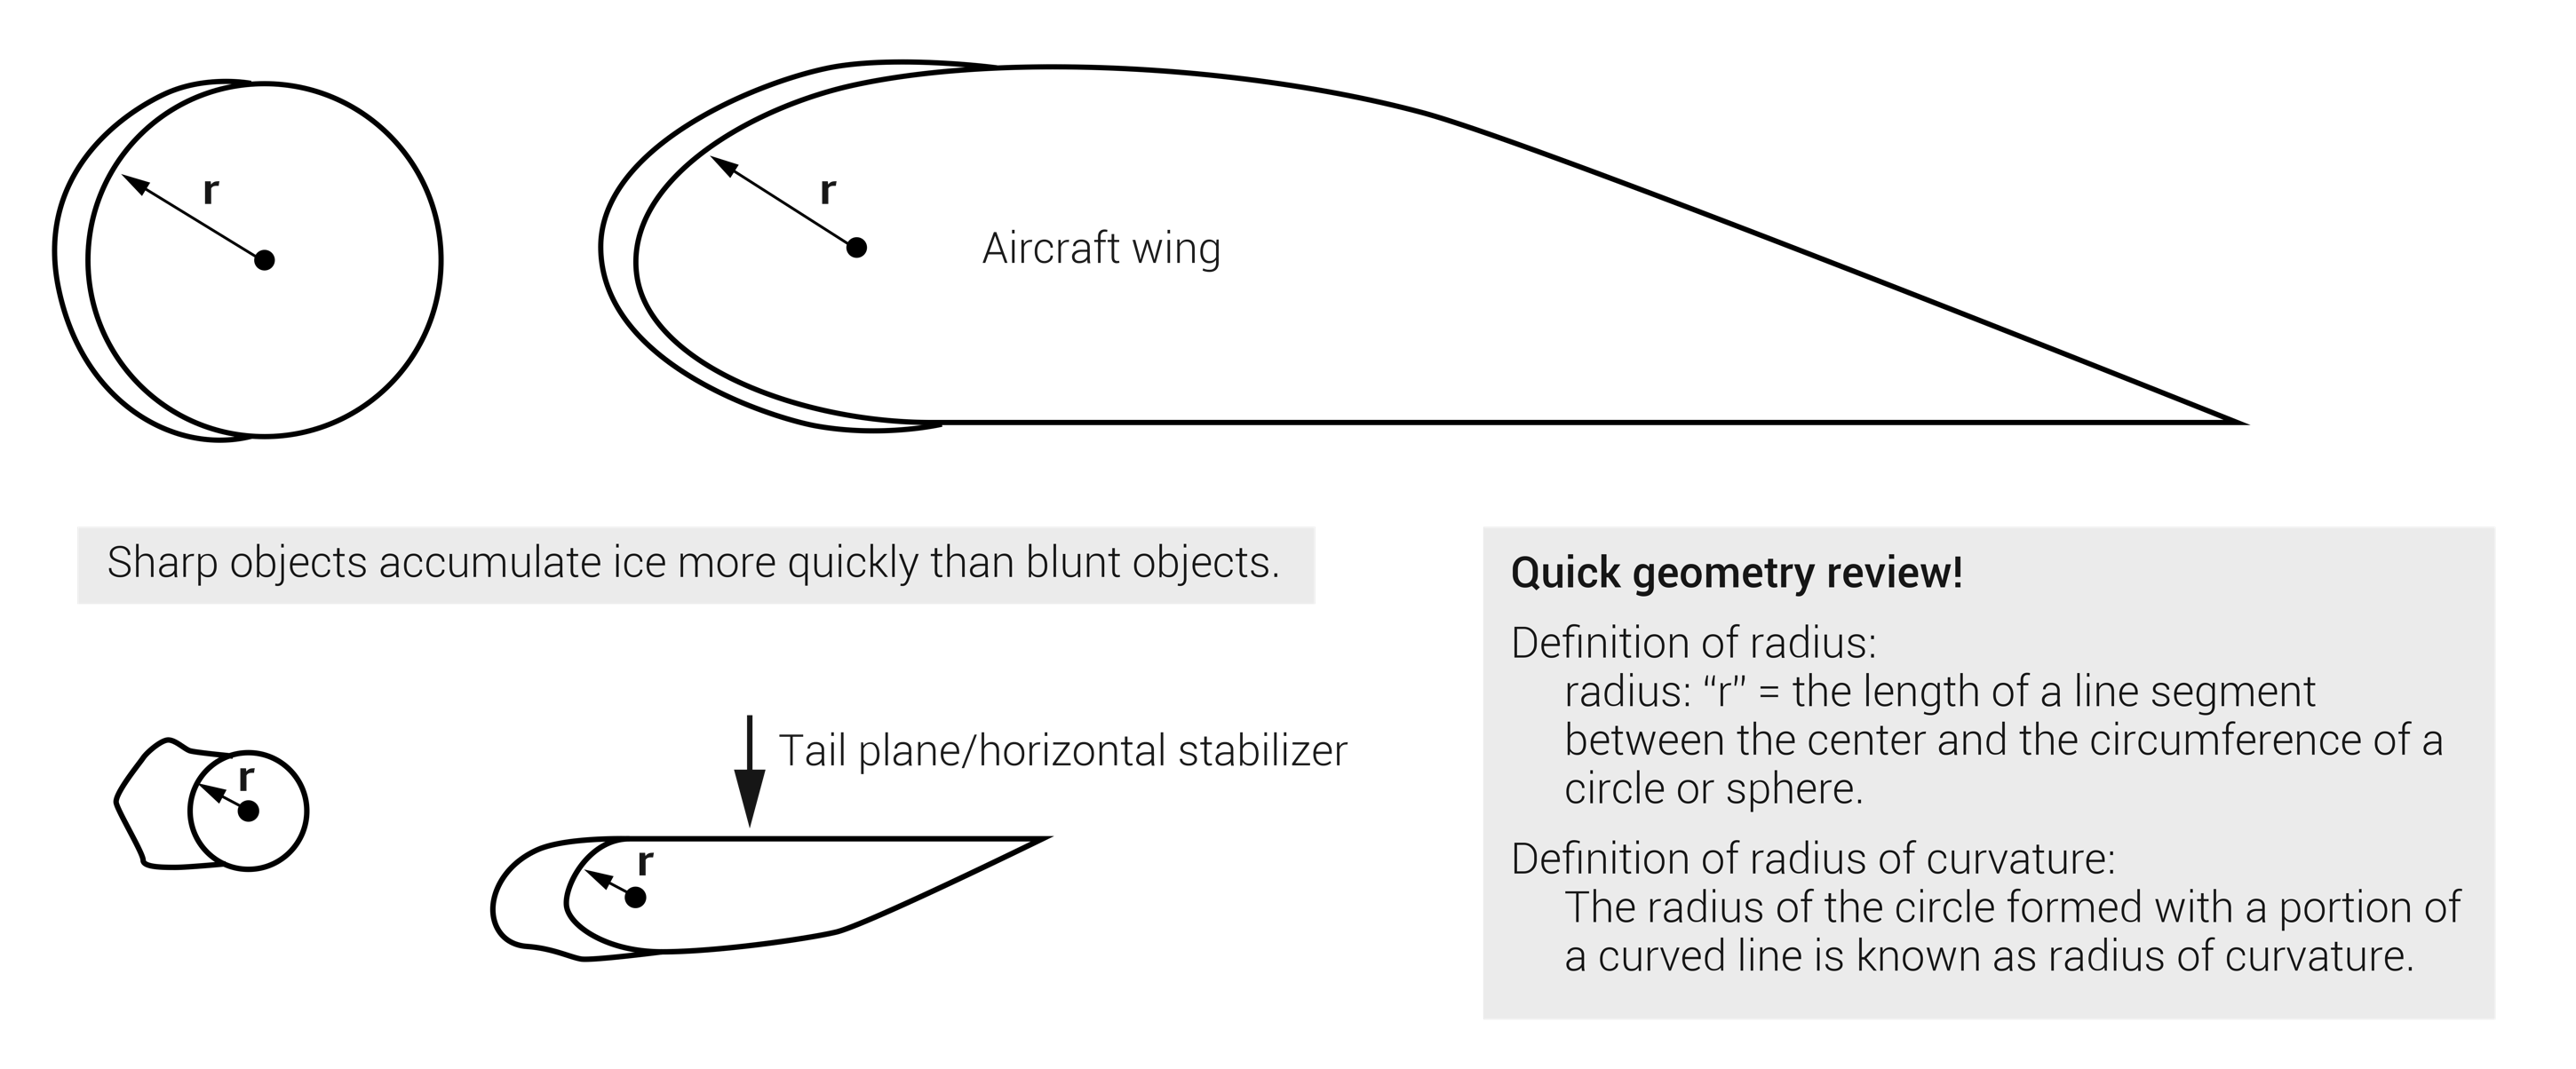 r
r
Aircraft wing
Sharp objects accumulate ice more quickly than blunt objects.
r
Tail plane/horizontal stabilizer
r
Quick geometry review!
Definition of radius:
radius: “r” = the length of a line segment
between the center and the circumference of a
circle or sphere.
Definition of radius of curvature:
The radius of the circle formed with a portion of
a curved line is known as radius of curvature.